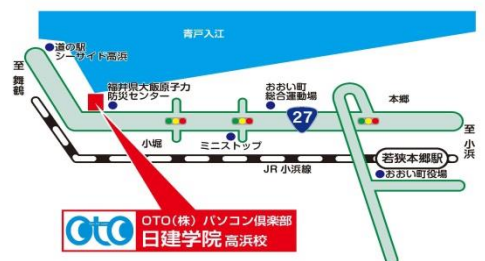 青戸入江
道の駅
シーサイド高浜
至 舞鶴
福井県大飯原子力
防災センター
おおい町
総合運動場
本郷
27
至 小浜
小堀
ミニストップ
JR 小浜線
若狭本郷駅
おおい町役場
oto
OTO(株) パソコン倶楽部
日建学院 高浜校